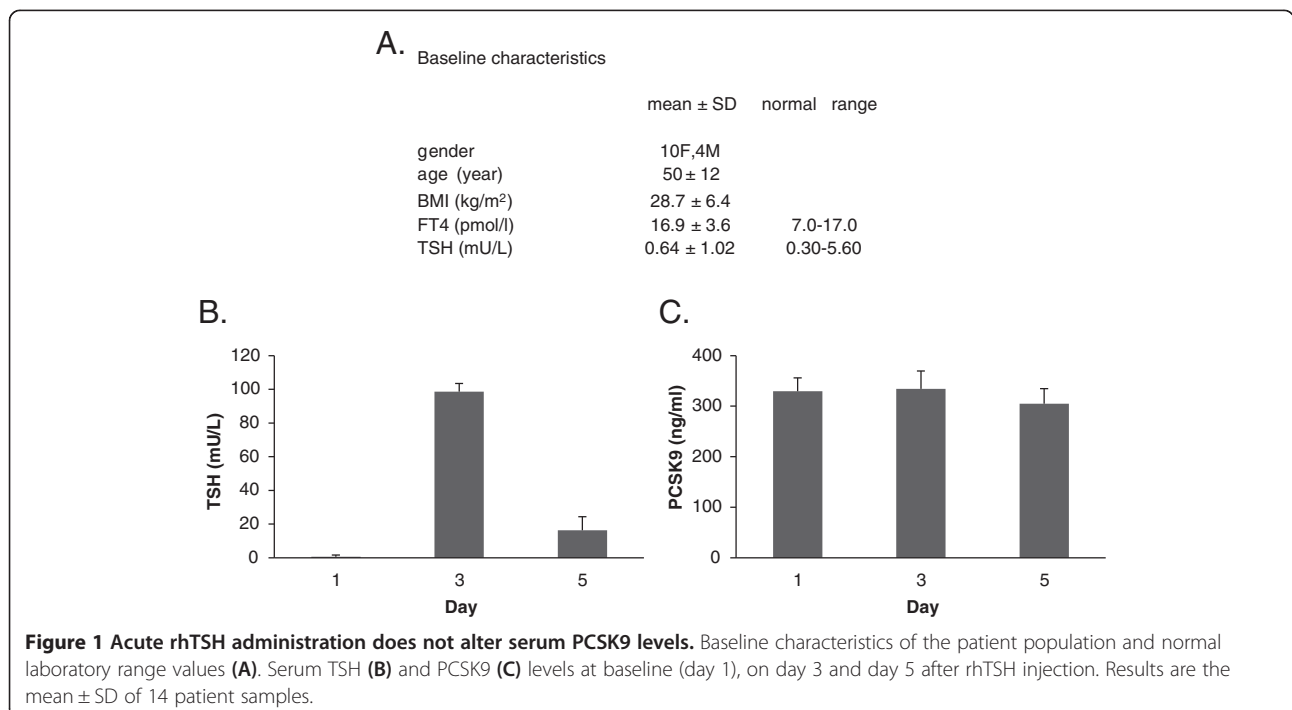 A. Baseline characteristics
mean ± SD normal range
gender 10F,4M
age (year) 50 ± 12
BMI (kg/m²) 28.7 ± 6.4
FT4 (pmol/l) 16.9 ± 3.6 7.0-17.0
TSH (mU/L) 0.64 ± 1.02 0.30-5.60
B.
120
100
80
60
40
20
0
TSH (mU/L)
1 3 5
Day
C.
400
300
200
100
0
PCSK9 (ng/ml)
1 3 5
Day
Figure 1 Acute rhTSH administration does not alter serum PCSK9 levels. Baseline characteristics of the patient population and normal
laboratory range values (A). Serum TSH (B) and PCSK9 (C) levels at baseline (day 1), on day 3 and day 5 after rhTSH injection. Results are the
mean ± SD of 14 patient samples.